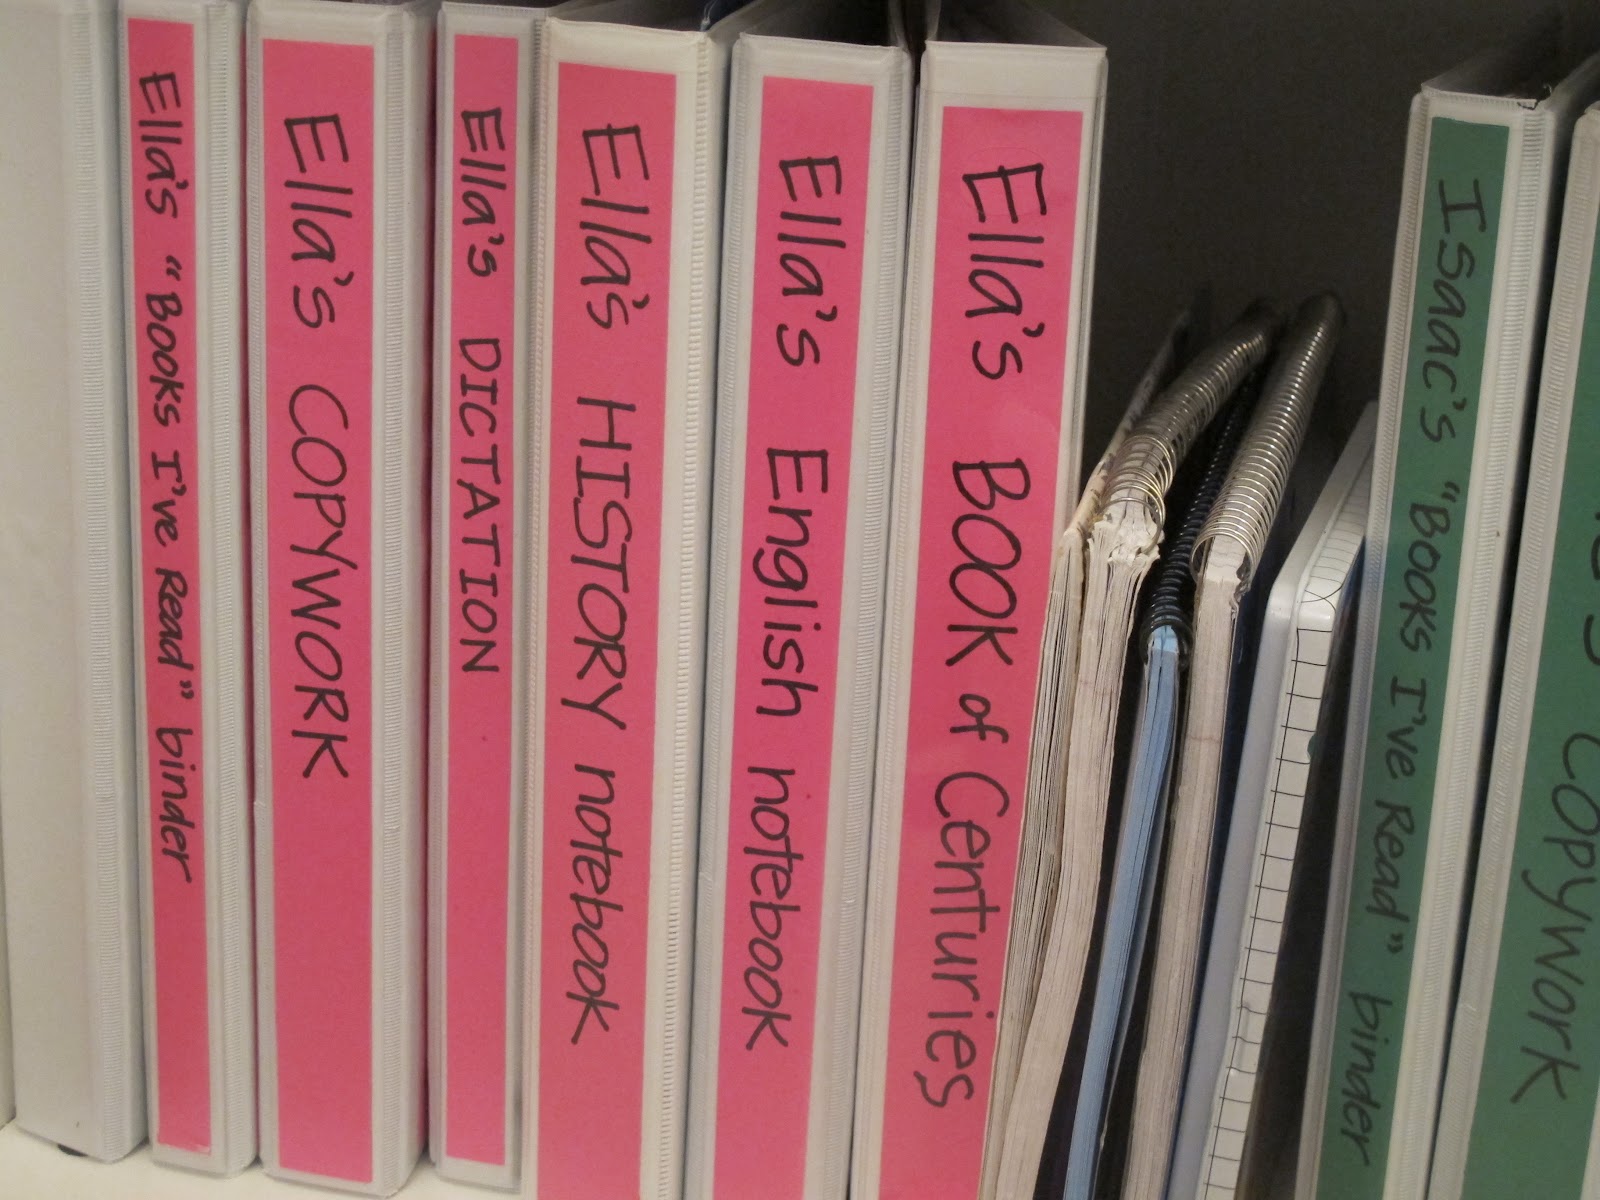 Ella's "Books I've Read" binder
Ella's COPYWORK
Ella's DICTATION
Ella's HISTORY notebook
Ella's English notebook
Ella's BOOK of Centuries
Isaac's "Books I've Read" binder
Copywork